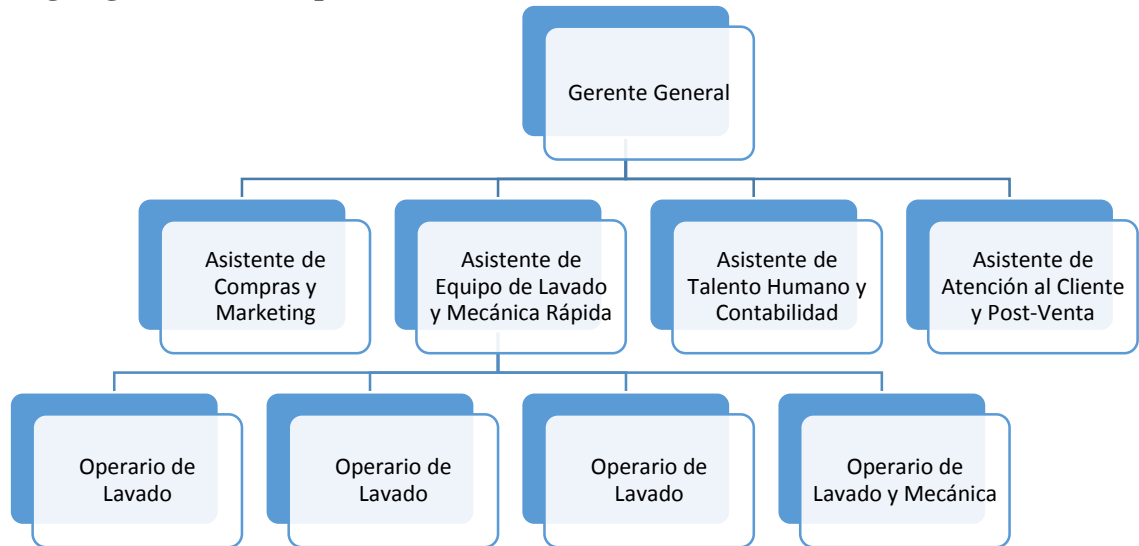 Gerente General
Asistente de
Compras y
Marketing
Asistente de
Equipo de Lavado
y Mecánica Rápida
Asistente de
Talento Humano y
Contabilidad
Asistente de
Atención al Cliente
y Post-Venta
Operario de
Lavado
Operario de
Lavado
Operario de
Lavado
Operario de
Lavado y Mecánica